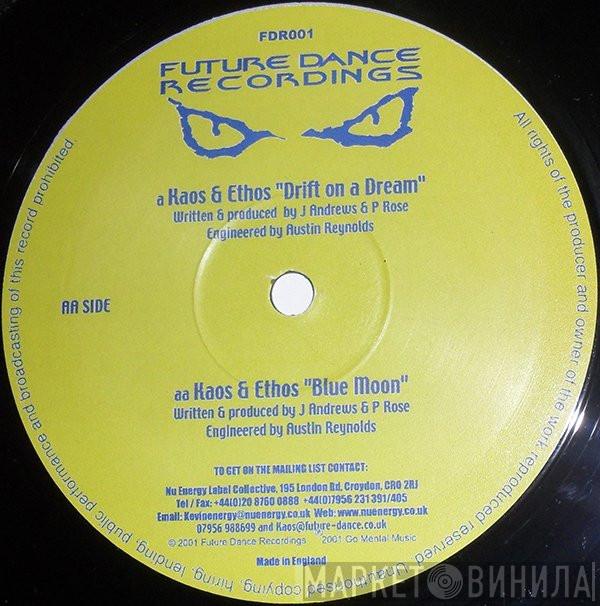 FDR001
FUTURE DANCE
RECORDINGS
a Kaos & Ethos "Drift on a Dream"
Written & produced by J Andrews & P Rose
Engineered by Austin Reynolds
AA SIDE
aa Kaos & Ethos "Blue Moon"
Written & produced by J Andrews & P Rose
Engineered by Austin Reynolds
TO GET ON THE MAILING LIST CONTACT:
Nu Energy Label Collective, 195 London Rd, Croydon, CR0 2RJ
Tel / Fax: +44(0)20 8760 0888 +44(0)7956 231 391/405
Email: Kevinenergy@nuenergy.co.uk Web: www.nuenergy.co.uk
07956 988699 and Kaos@future-dance.co.uk
© 2001 Future Dance Recordings 2001 Go Mental Music
Made in England
All rights of the producer and owner of the work reproduced reserved. Unauthorised copying, hiring, lending, public performance and broadcasting of this record prohibited.
МАРКЕТ ВИНИЛА